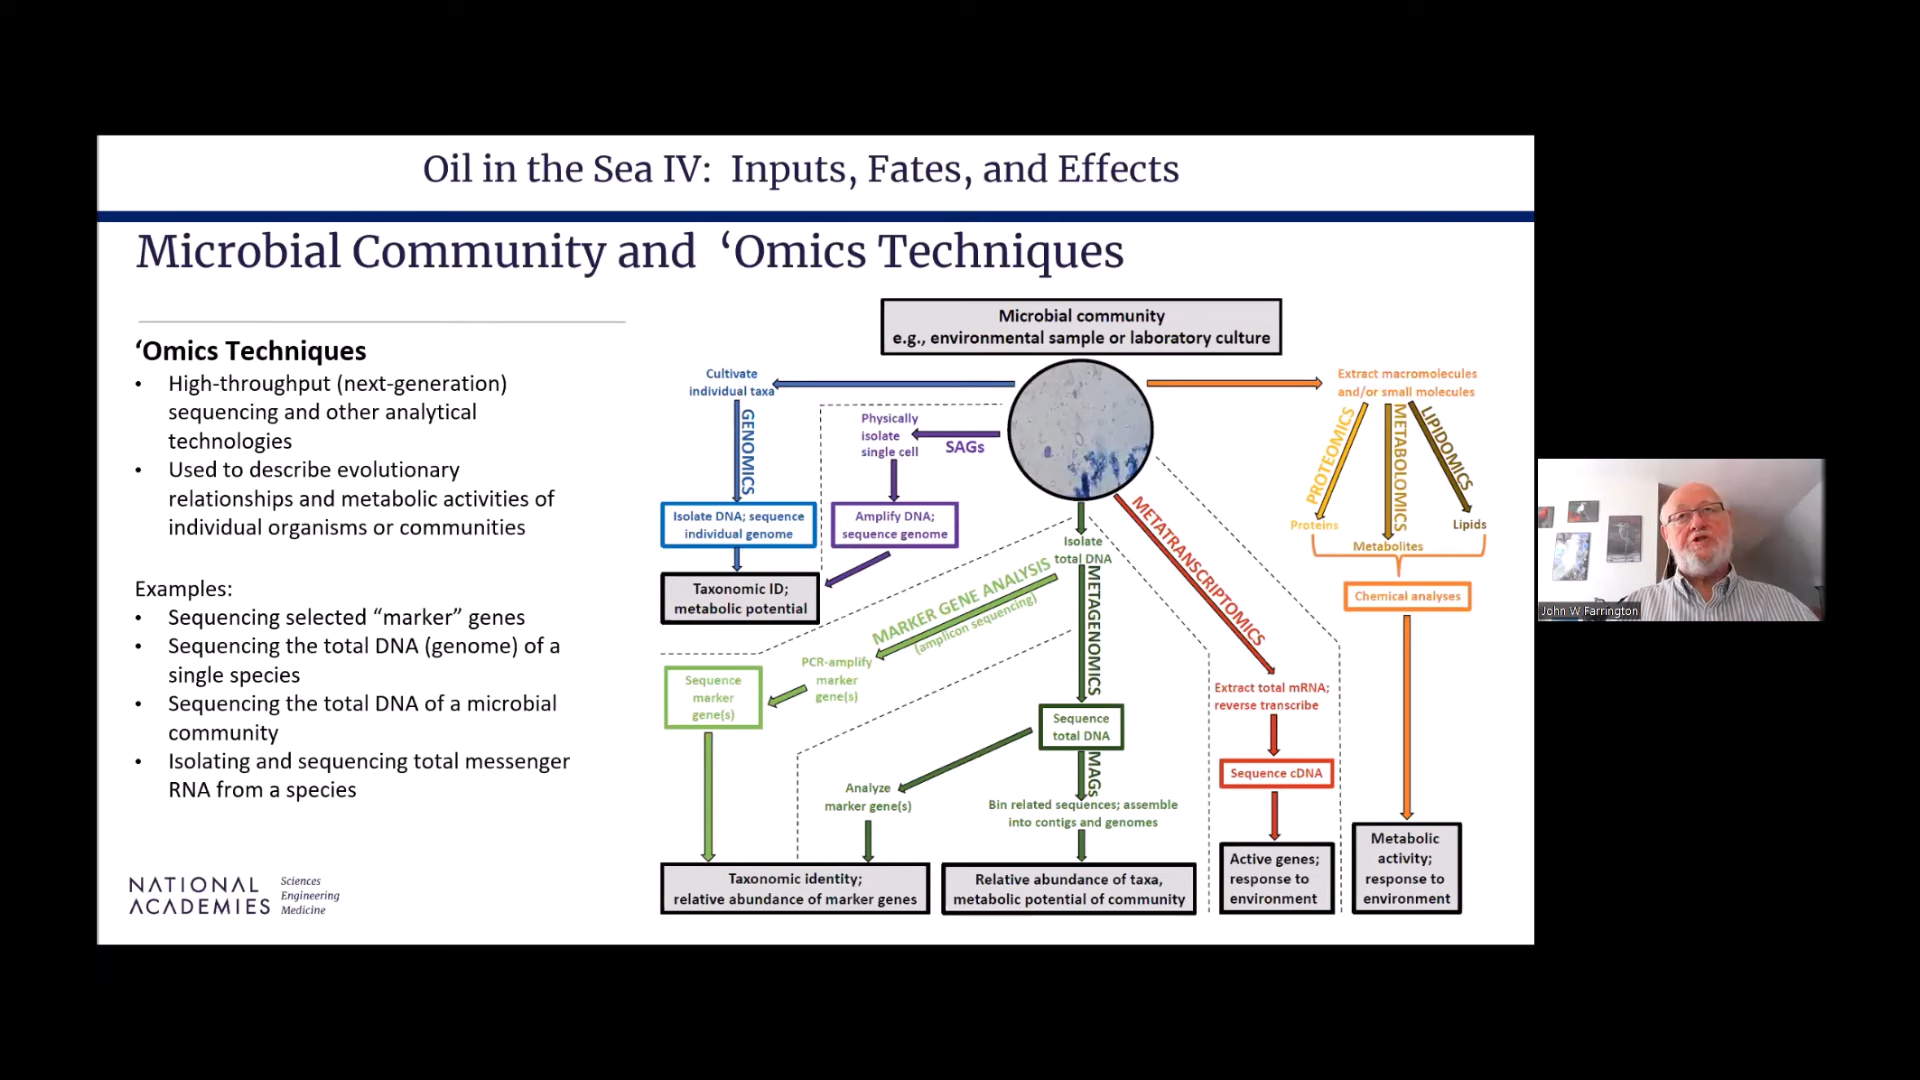 Oil in the Sea IV:  Inputs, Fates, and Effects
Microbial Community and  ‘Omics Techniques
‘Omics Techniques
• High-throughput (next-generation)
sequencing and other analytical
technologies
• Used to describe evolutionary
relationships and metabolic activities of
individual organisms or communities
Examples:
• Sequencing selected “marker” genes
• Sequencing the total DNA (genome) of a
single species
• Sequencing the total DNA of a microbial
community
• Isolating and sequencing total messenger
RNA from a species
NATIONAL
ACADEMIES
Sciences
Engineering
Medicine
Microbial community
e.g., environmental sample or laboratory culture
Cultivate
individual taxa
GENOMICS
Isolate DNA; sequence
individual genome
Taxonomic ID;
metabolic potential
Physically
isolate
single cell
SAGs
Amplify DNA;
sequence genome
Isolate
total DNA
MARKER GENE ANALYSIS
(amplicon sequencing)
PCR-amplify
marker
gene(s)
Sequence
marker
gene(s)
METAGENOMICS
Sequence
total DNA
MAGs
Analyze
marker gene(s)
Bin related sequences; assemble
into contigs and genomes
Taxonomic identity;
relative abundance of marker genes
Relative abundance of taxa,
metabolic potential of community
METATRANSCRIPTOMICS
Extract total mRNA;
reverse transcribe
Sequence cDNA
Active genes;
response to
environment
Extract macromolecules
and/or small molecules
PROTEOMICS
METABOLOMICS
LIPIDOMICS
Proteins
Metabolites
Lipids
Chemical analyses
Metabolic
activity;
response to
environment
John W Farrington